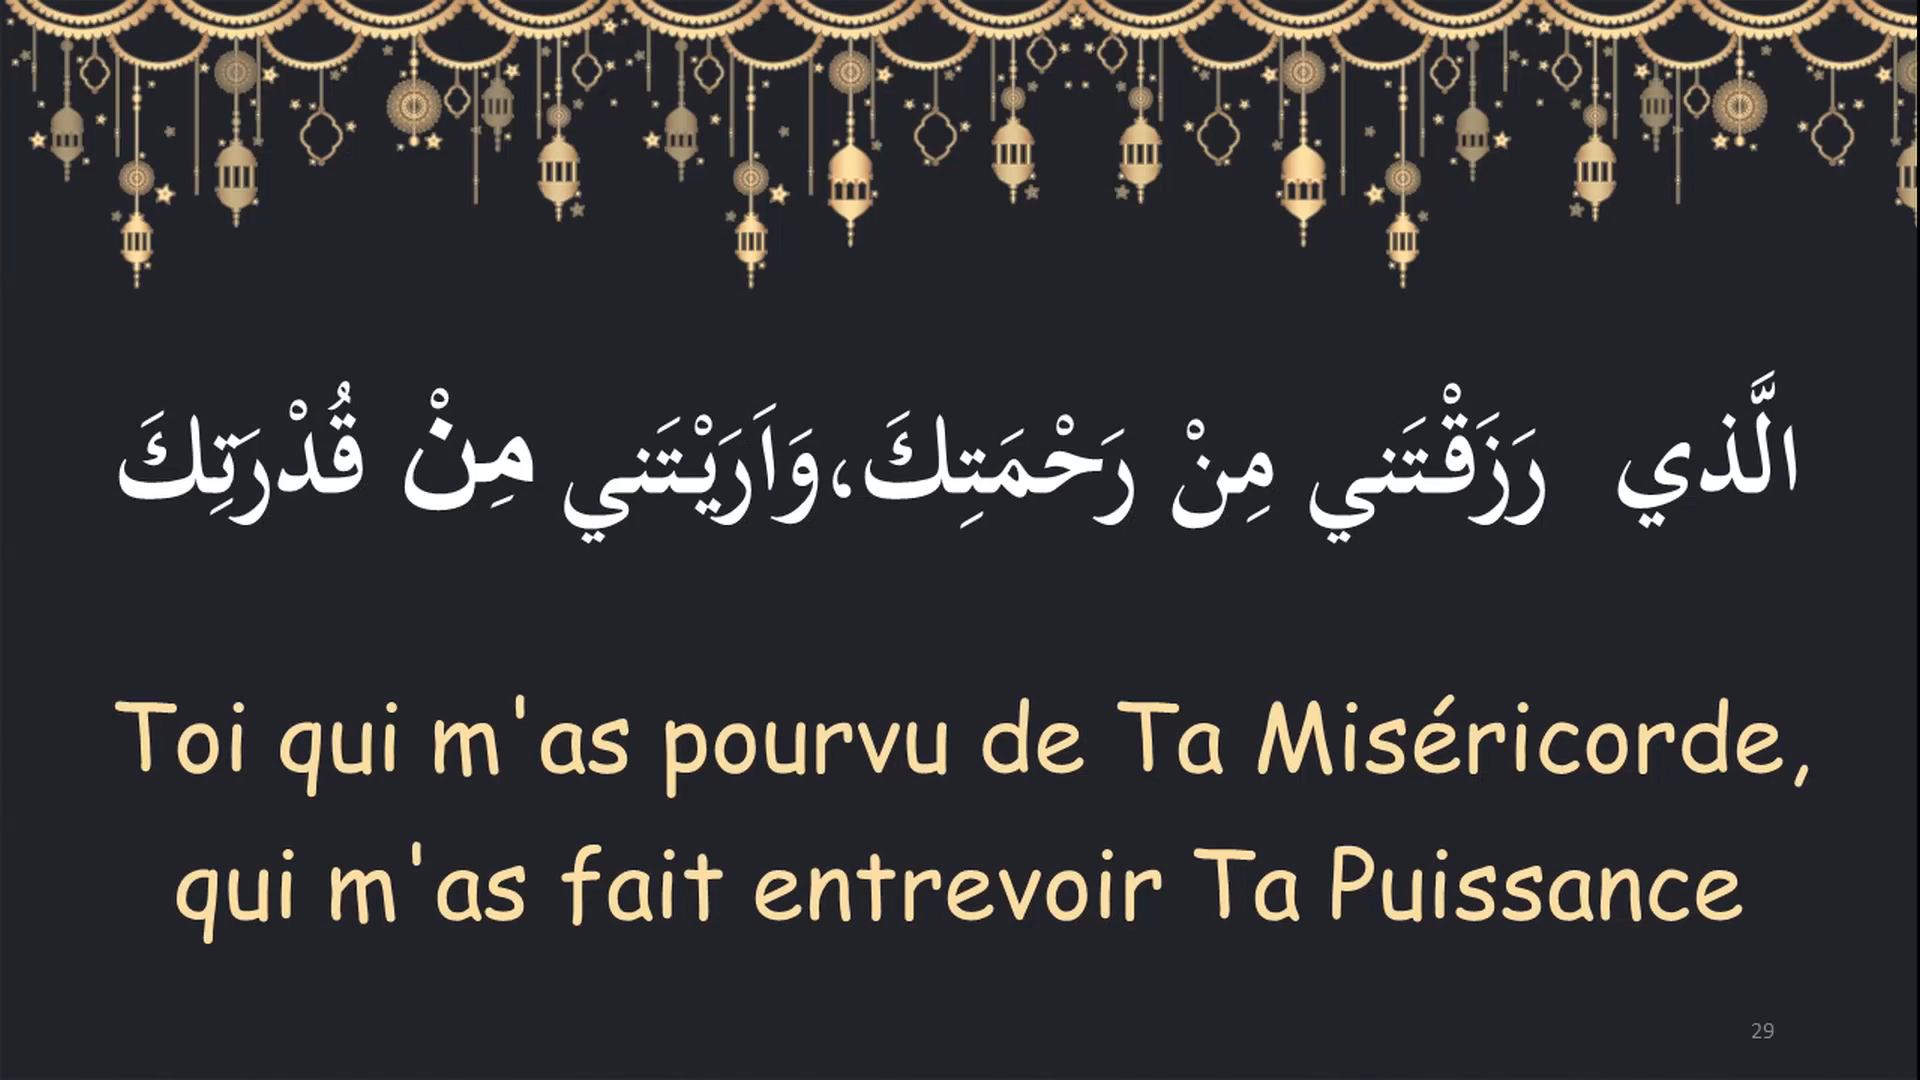 الَّذي رَزَقْتَني مِنْ رَحْمَتِكَ،وَاَرَيْتَني مِنْ قُدْرَتِكَ
Toi qui m'as pourvu de Ta Miséricorde,
qui m'as fait entrevoir Ta Puissance
29